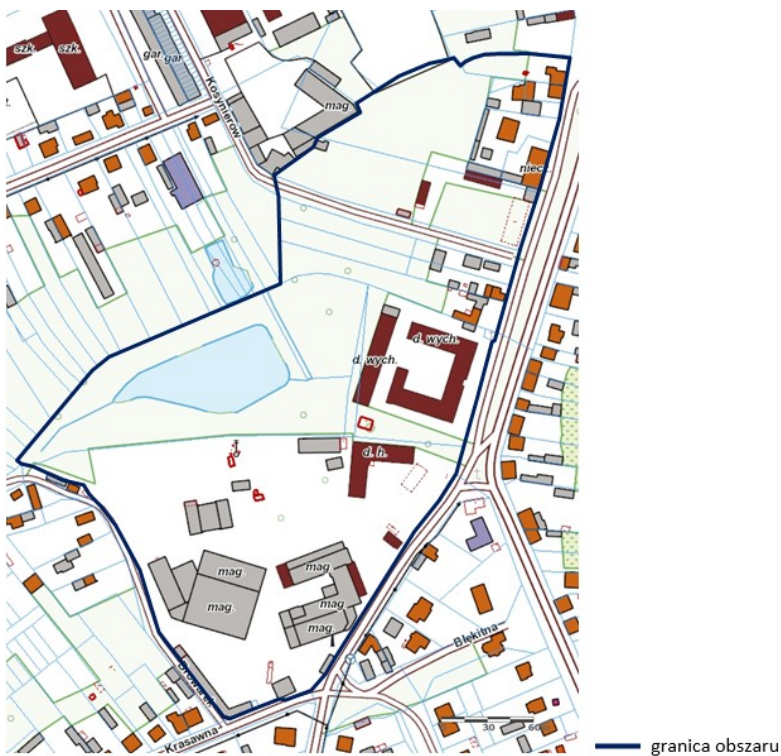 szk.
szk.
gar.
gar
Kosynierow
mag.
niec.
d. wych.
d. wych.
d. h.
mag.
mag.
mag.
mag.
mag.
Błękitna
Krasawna
30
60
granica obszaru